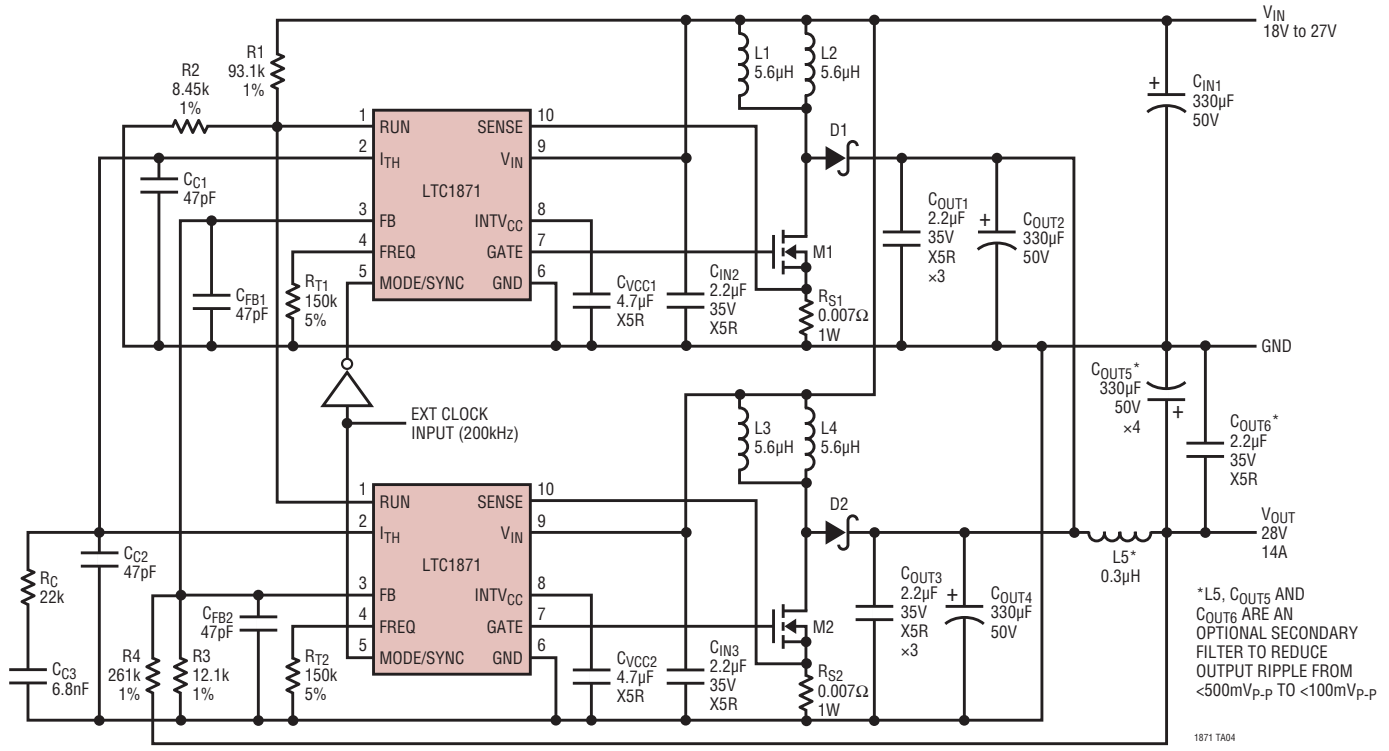 VIN
18V to 27V
R1
93.1k
1%
R2
8.45k
1%
L1
5.6µH
L2
5.6µH
CIN1
330µF
50V
+
1
RUN
2
ITH
3
FB
4
FREQ
5
MODE/SYNC
LTC1871
SENSE
10
VIN
9
INTVCC
8
GATE
7
GND
6
D1
CC1
47pF
CFB1
47pF
RT1
150k
5%
CVCC1
4.7µF
X5R
CIN2
2.2µF
35V
X5R
M1
RS1
0.007Ω
1W
COUT1
2.2µF
35V
X5R
×3
+
COUT2
330µF
50V
GND
EXT CLOCK
INPUT (200kHz)
L3
5.6µH
L4
5.6µH
COUT5*
330µF
50V
×4
+
COUT6*
2.2µF
35V
X5R
1
RUN
2
ITH
3
FB
4
FREQ
5
MODE/SYNC
LTC1871
SENSE
10
VIN
9
INTVCC
8
GATE
7
GND
6
D2
L5*
0.3µH
VOUT
28V
14A
RC
22k
CC2
47pF
CC3
6.8nF
R4
261k
1%
R3
12.1k
1%
CFB2
47pF
RT2
150k
5%
CVCC2
4.7µF
X5R
CIN3
2.2µF
35V
X5R
M2
RS2
0.007Ω
1W
COUT3
2.2µF
35V
X5R
×3
+
COUT4
330µF
50V
*L5, COUT5 AND
COUT6 ARE AN
OPTIONAL SECONDARY
FILTER TO REDUCE
OUTPUT RIPPLE FROM
<500mVP-P TO <100mVP-P
1871 TA04